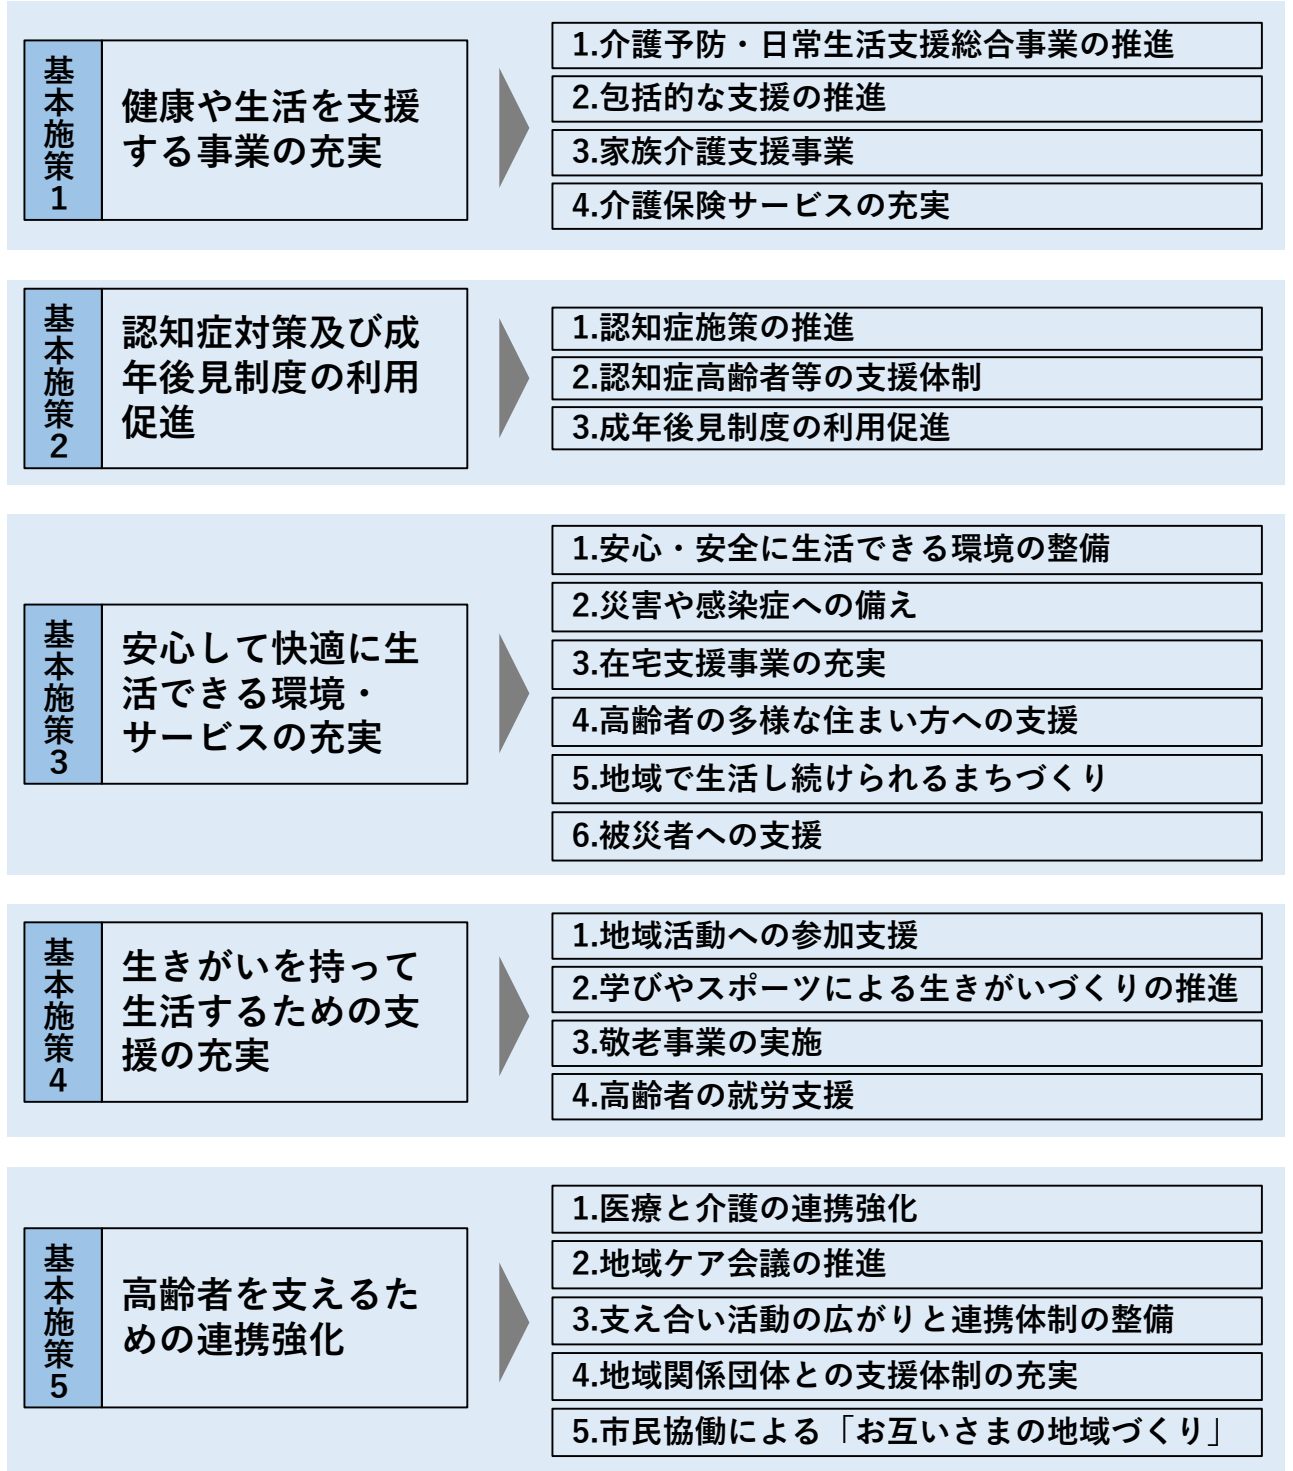 基本施策1
健康や生活を支援
する事業の充実
1.介護予防・日常生活支援総合事業の推進
2.包括的な支援の推進
3.家族介護支援事業
4.介護保険サービスの充実
基本施策2
認知症対策及び成
年後見制度の利用
促進
1.認知症施策の推進
2.認知症高齢者等の支援体制
3.成年後見制度の利用促進
基本施策3
安心して快適に生
活できる環境・
サービスの充実
1.安心・安全に生活できる環境の整備
2.災害や感染症への備え
3.在宅支援事業の充実
4.高齢者の多様な住まい方への支援
5.地域で生活し続けられるまちづくり
6.被災者への支援
基本施策4
生きがいを持って
生活するための支
援の充実
1.地域活動への参加支援
2.学びやスポーツによる生きがいづくりの推進
3.敬老事業の実施
4.高齢者の就労支援
基本施策5
高齢者を支えるた
めの連携強化
1.医療と介護の連携強化
2.地域ケア会議の推進
3.支え合い活動の広がりと連携体制の整備
4.地域関係団体との支援体制の充実
5.市民協働による「お互いさまの地域づくり」